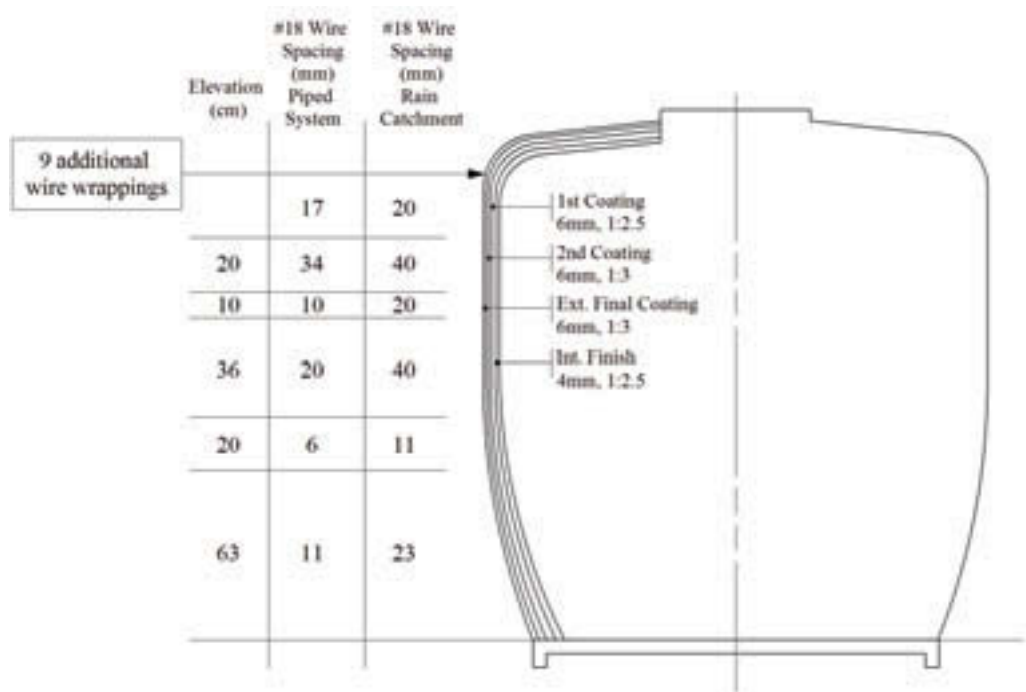 Elevation
(cm)
#18 Wire
Spacing
(mm)
Piped
System
#18 Wire
Spacing
(mm)
Rain
Catchment
9 additional
wire wrappings
17 20
20 34 40
10 10 20
36 20 40
20 6 11
63 11 23
1st Coating
6mm, 1:2.5
2nd Coating
6mm, 1:3
Ext. Final Coating
6mm, 1:3
Int. Finish
4mm, 1:2.5